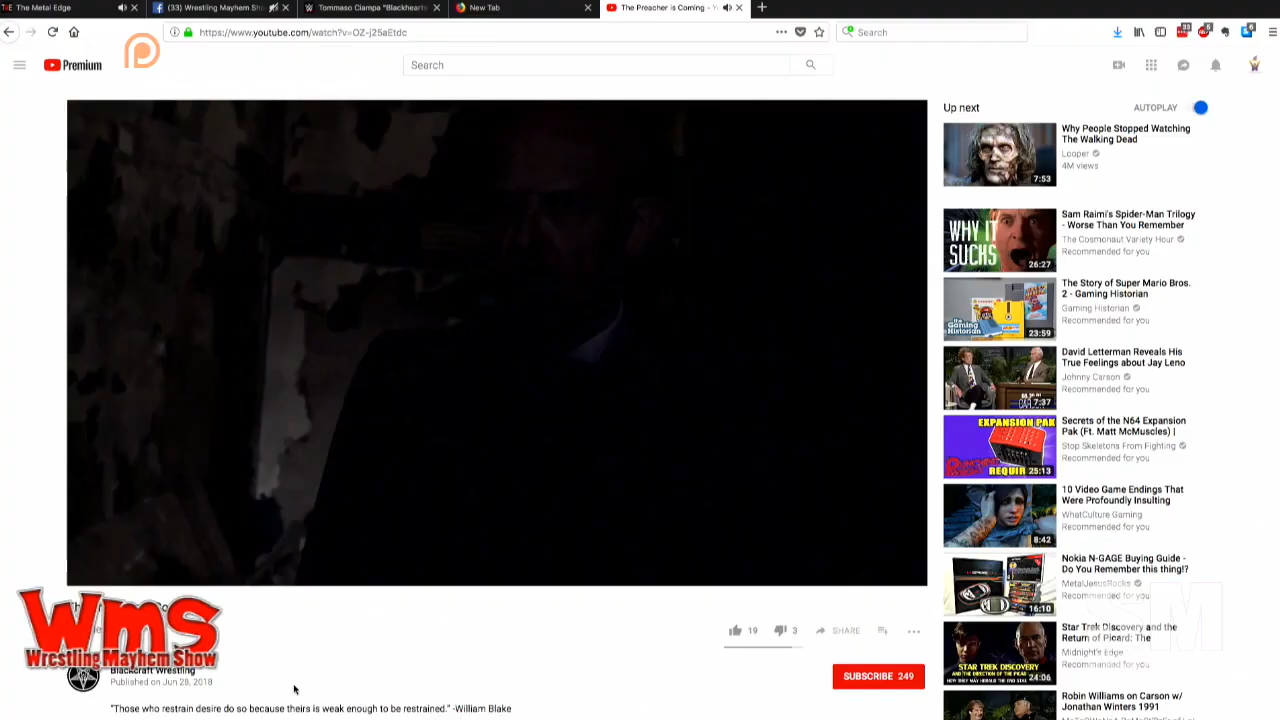 The Metal Edge
(33) Wrestling Mayhem Sho
Tommaso Ciampa "Blackhearts
New Tab
The Preacher is Coming - Yo
https://www.youtube.com/watch?v=OZ-j25aEtdc
Search
Premium
Search
Up next
AUTOPLAY
Why People Stopped Watching
The Walking Dead
Looper
4M views
7:53
WHY IT
SUCKS
26:27
Sam Raimi's Spider-Man Trilogy
- Worse Than You Remember
The Cosmonaut Variety Hour
Recommended for you
the
Gaming
Historian
23:59
The Story of Super Mario Bros.
2 - Gaming Historian
Gaming Historian
Recommended for you
7:37
David Letterman Reveals His
True Feelings about Jay Leno
Johnny Carson
Recommended for you
EXPANSION PAK
REQUIR
25:13
Secrets of the N64 Expansion
Pak (Ft. Matt McMuscles) |
Stop Skeletons From Fighting
Recommended for you
8:42
10 Video Game Endings That
Were Profoundly Insulting
WhatCulture Gaming
Recommended for you
16:10
Nokia N-GAGE Buying Guide -
Do You Remember this thing!?
MetalJesusRocks
Recommended for you
STAR TREK DISCOVERY
24:06
Star Trek Discovery and the
Return of Picard: The
Midnight's Edge
Recommended for you
Robin Williams on Carson w/
Jonathan Winters 1991
19
3
SHARE
SUBSCRIBE 249
WMS
Wrestling Mayhem Show
Blackcraft Wrestling
Published on Jun 28, 2018
"Those who restrain desire do so because theirs is weak enough to be restrained." -William Blake